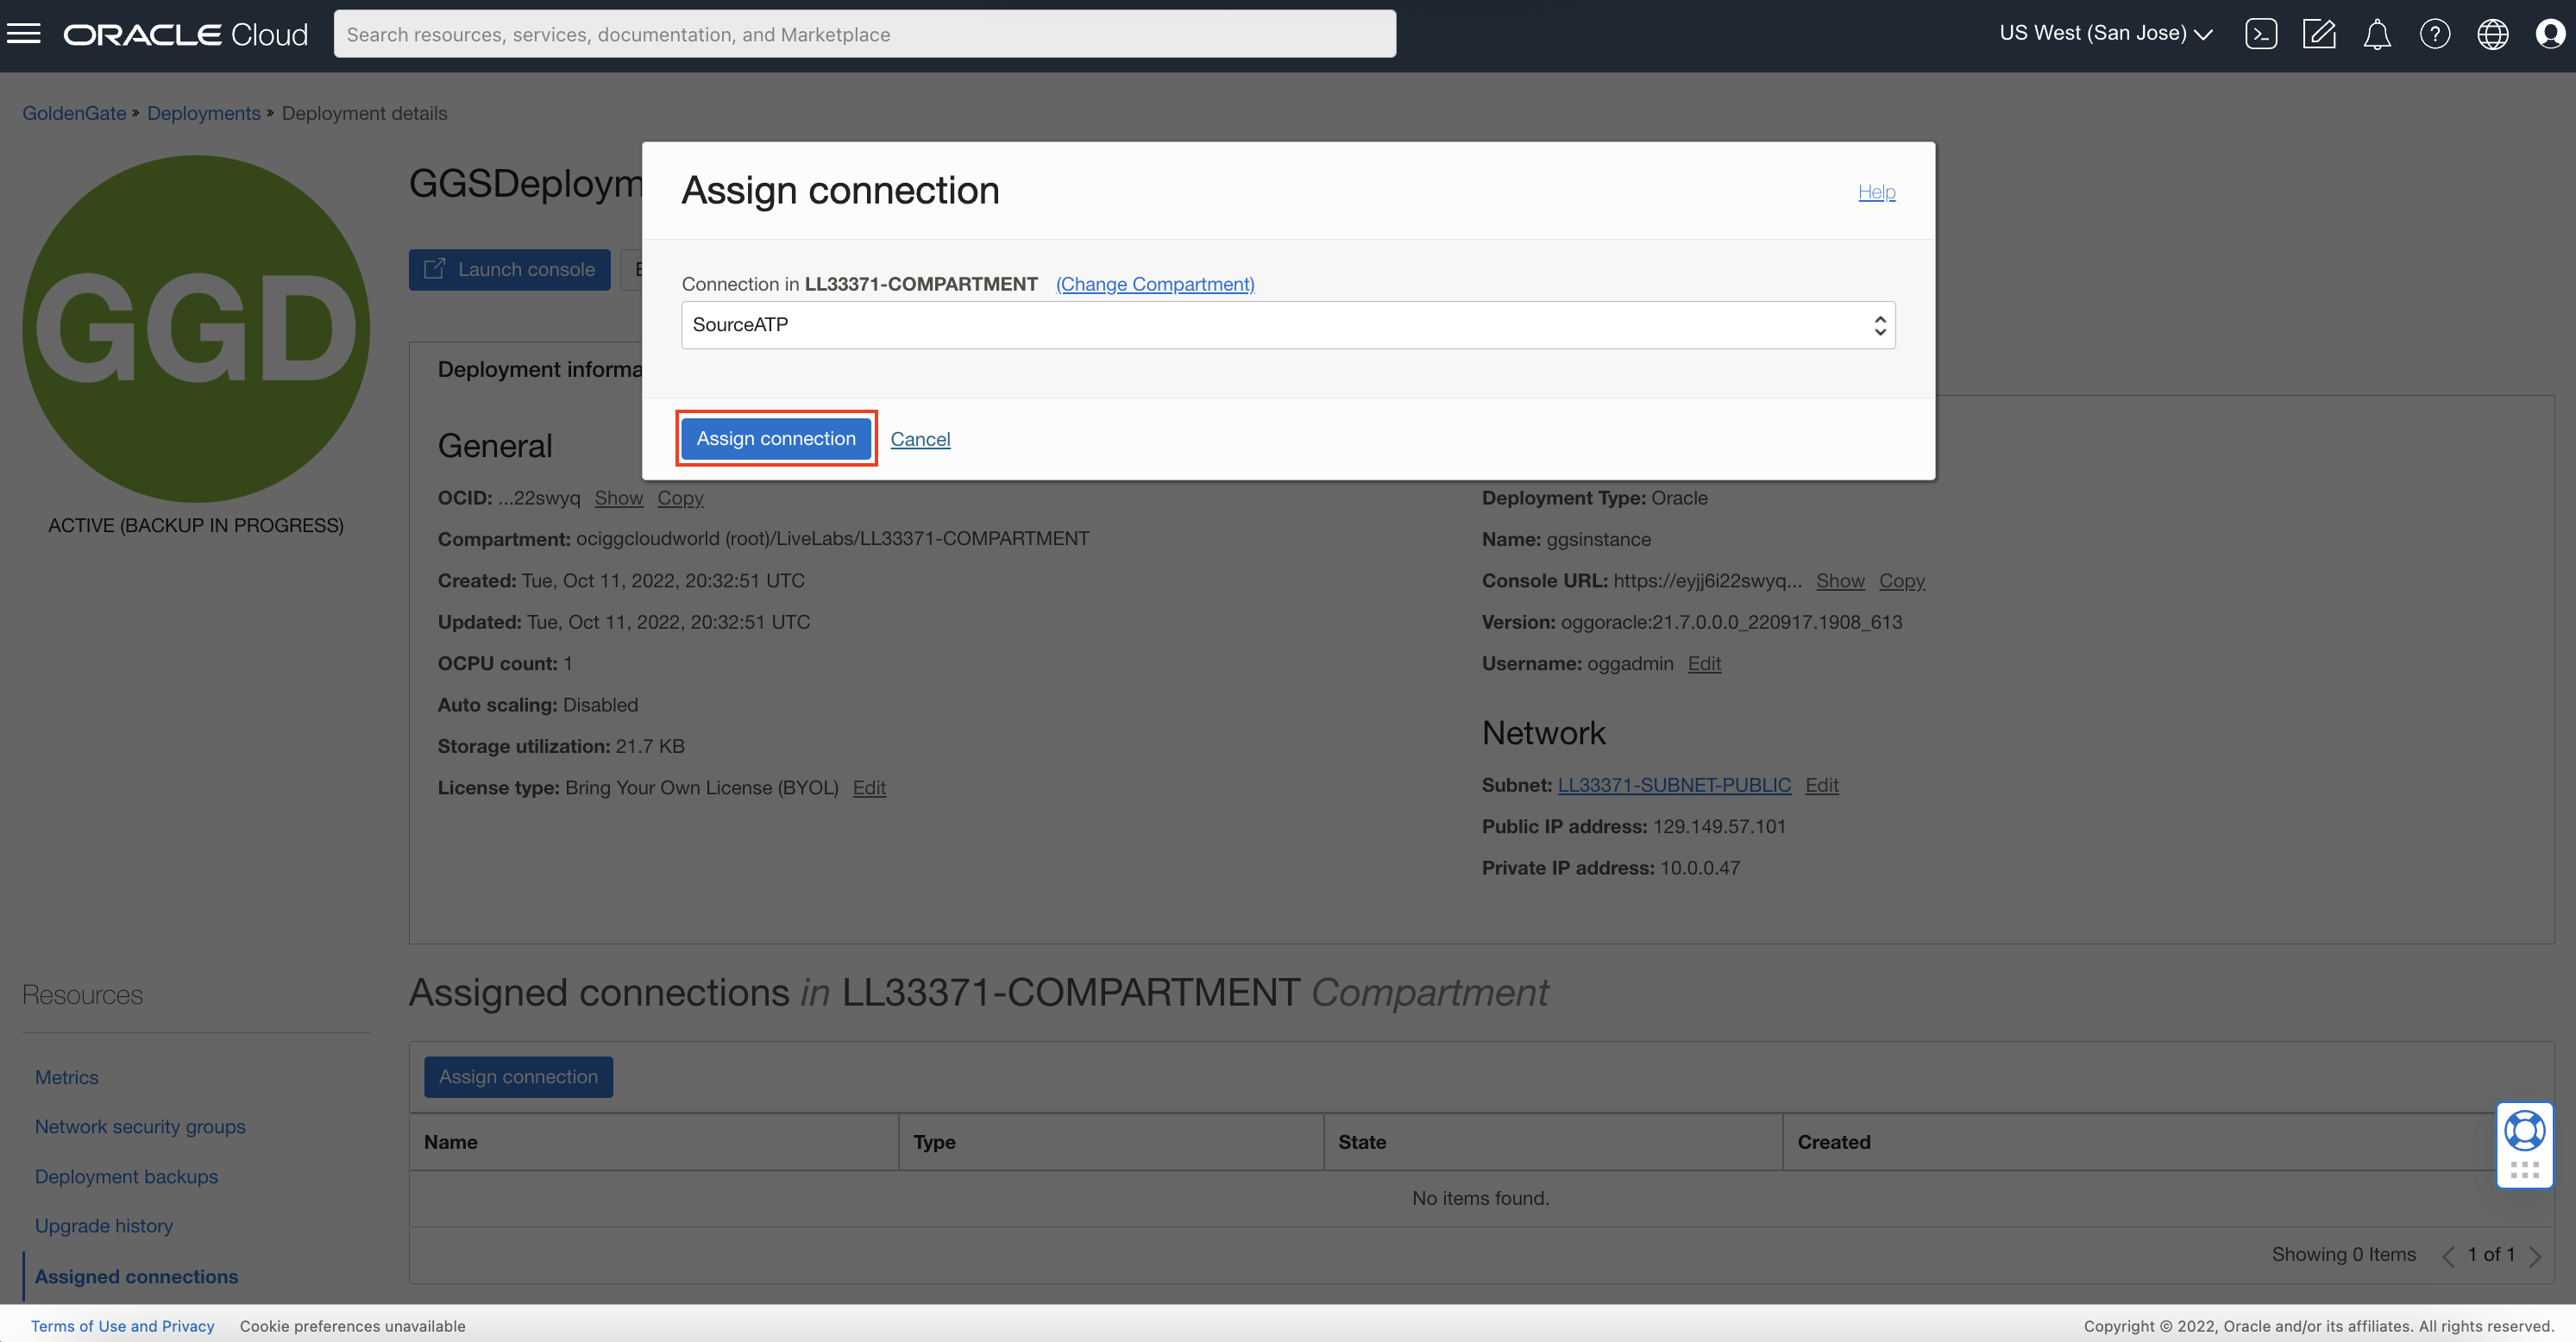 ORACLE Cloud
Search resources, services, documentation, and Marketplace
US West (San Jose)
GoldenGate » Deployments » Deployment details
GGD
ACTIVE (BACKUP IN PROGRESS)
GGSDeploym
Launch console
Assign connection
Help
Connection in LL33371-COMPARTMENT (Change Compartment)
SourceATP
Assign connection
Cancel
Deployment informa
General
OCID: ...22swyq Show Copy
Compartment: ociggcloudworld (root)/LiveLabs/LL33371-COMPARTMENT
Created: Tue, Oct 11, 2022, 20:32:51 UTC
Updated: Tue, Oct 11, 2022, 20:32:51 UTC
OCPU count: 1
Auto scaling: Disabled
Storage utilization: 21.7 KB
License type: Bring Your Own License (BYOL) Edit
Deployment Type: Oracle
Name: ggsinstance
Console URL: https://eyjj6i22swyq... Show Copy
Version: oggoracle:21.7.0.0.0_220917.1908_613
Username: oggadmin Edit
Network
Subnet: LL33371-SUBNET-PUBLIC Edit
Public IP address: 129.149.57.101
Private IP address: 10.0.0.47
Resources
Metrics
Network security groups
Deployment backups
Upgrade history
Assigned connections
Assigned connections in LL33371-COMPARTMENT Compartment
Assign connection
Name Type State Created
No items found.
Showing 0 Items 1 of 1
Terms of Use and Privacy Cookie preferences unavailable
Copyright © 2022, Oracle and/or its affiliates. All rights reserved.